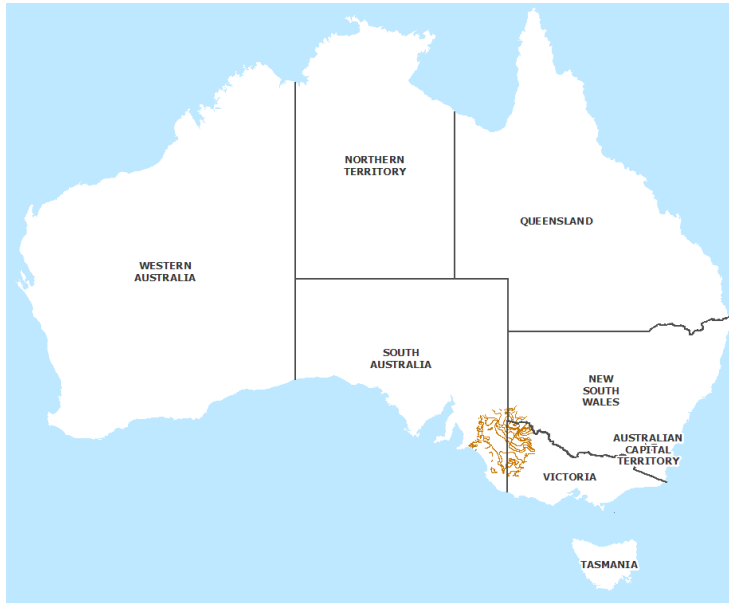 NORTHERN
TERRITORY
QUEENSLAND
WESTERN
AUSTRALIA
SOUTH
AUSTRALIA
NEW
SOUTH
WALES
AUSTRALIAN
CAPITAL
TERRITORY
VICTORIA
TASMANIA